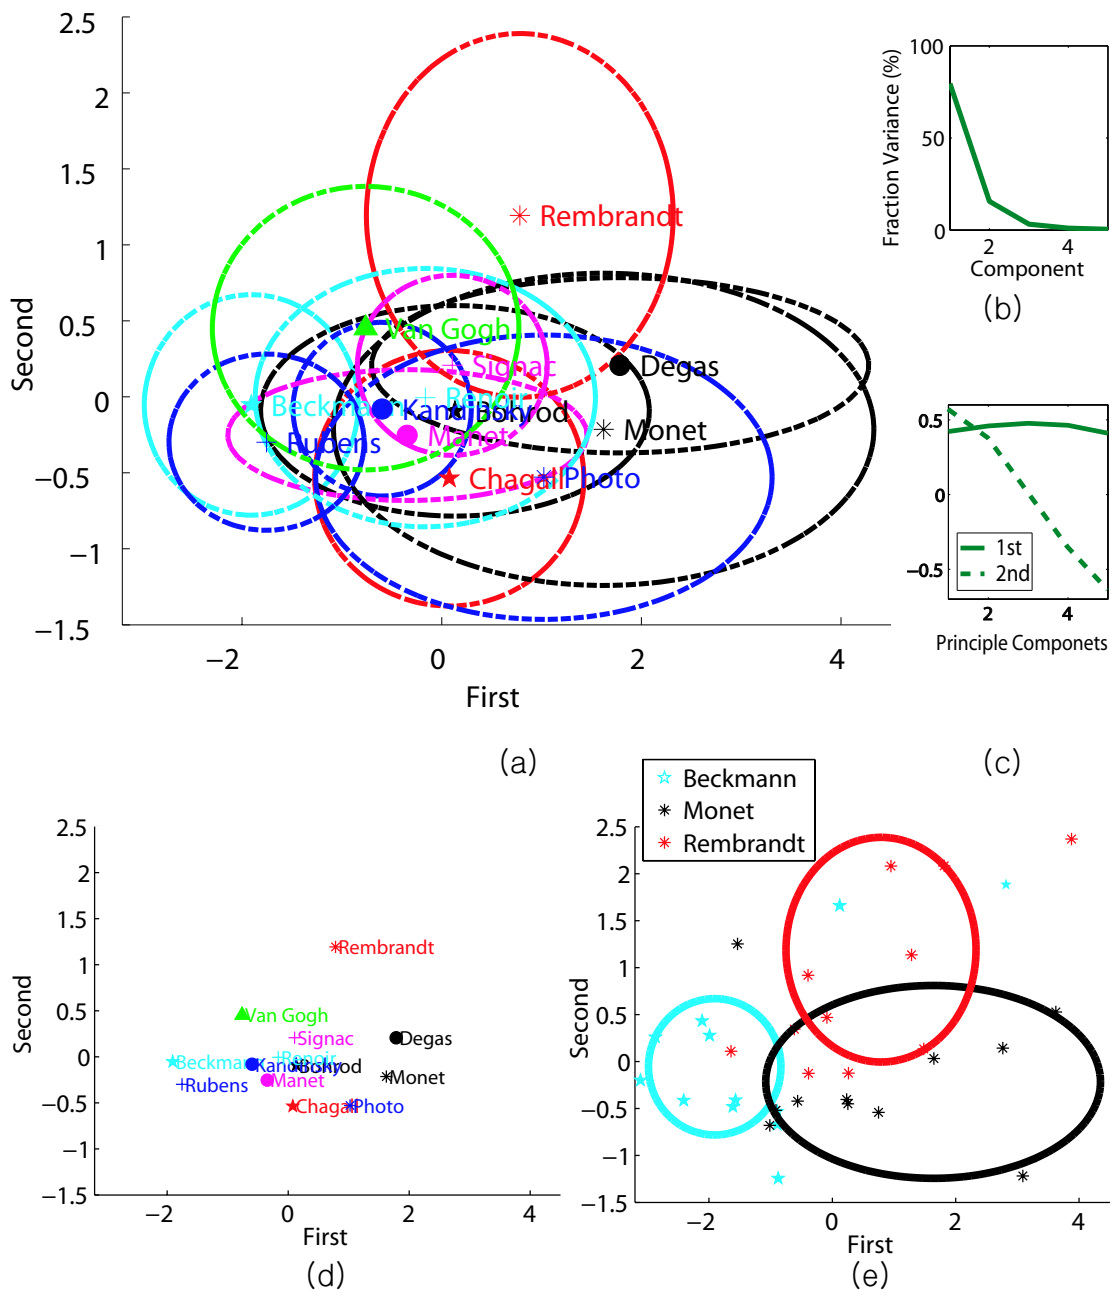 2.5
2
1.5
1
0.5
0
−0.5
−1
−1.5
Second
−2
0
2
4
First
Rembrandt
Van Gogh
Signac
Degas
Renoir
Beckmann
Kandinsky
Bohrod
Monet
Manet
Rubens
Chagall
Photo
(a)
100
50
0
Fraction Variance (%)
2
4
Component
(b)
0.5
0
−0.5
1st
2nd
2
4
Principle Componets
(c)
2.5
2
1.5
1
0.5
0
−0.5
−1
−1.5
Second
Rembrandt
Van Gogh
Signac
Degas
Renoir
Beckmann
Kandinsky
Bohrod
Monet
Manet
Rubens
Chagall
Photo
−2
0
2
4
First
(d)
Beckmann
Monet
Rembrandt
2.5
2
1.5
1
0.5
0
−0.5
−1
−1.5
Second
−2
0
2
4
First
(e)